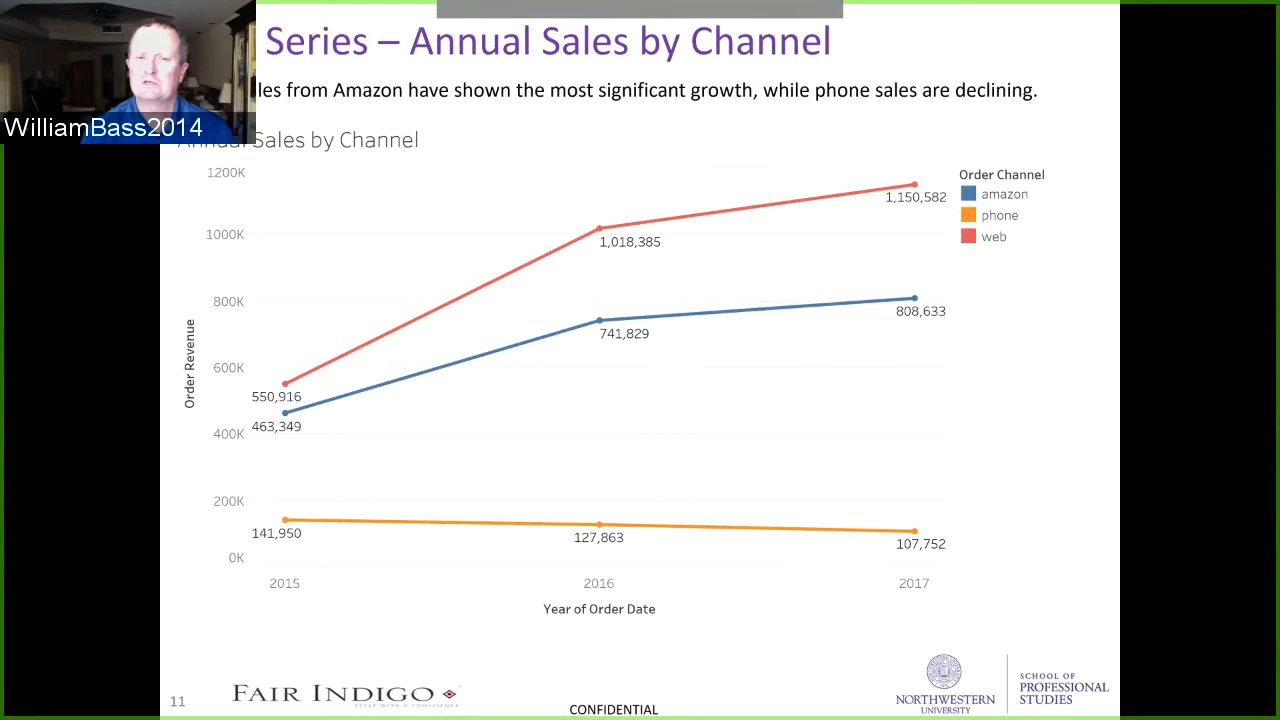 Series – Annual Sales by Channel
les from Amazon have shown the most significant growth, while phone sales are declining.
WilliamBass2014
Annual Sales by Channel
1200K
1000K
800K
600K
400K
200K
0K
Order Revenue
1,150,582
1,018,385
550,916
808,633
741,829
463,349
141,950
127,863
107,752
2015
2016
2017
Year of Order Date
Order Channel
amazon
phone
web
11
FAIR INDIGO
STYLE WITH A CONSCIENCE
CONFIDENTIAL
NORTHWESTERN
UNIVERSITY
SCHOOL OF
PROFESSIONAL
STUDIES